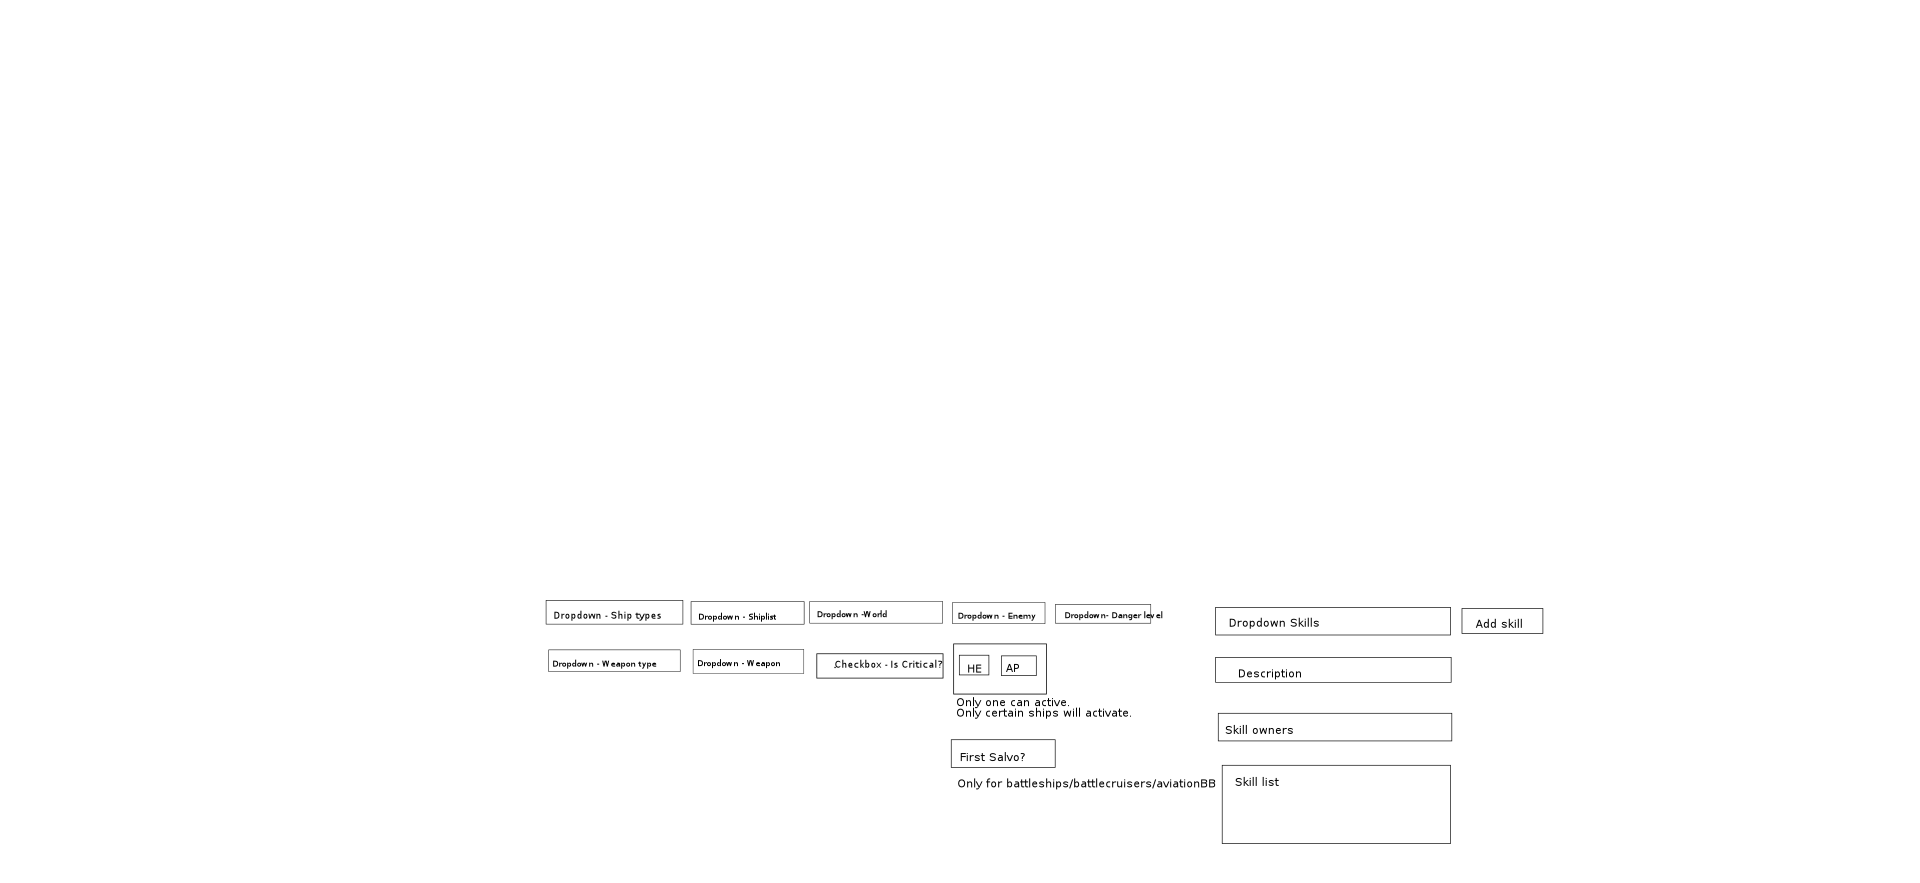 Dropdown - Ship types
Dropdown - Shiplist
Dropdown -World
Dropdown - Enemy
Dropdown- Danger level
Dropdown - Weapon type
Dropdown - Weapon
Checkbox - Is Critical?
HE
AP
Only one can active.
Only certain ships will activate.
First Salvo?
Only for battleships/battlecruisers/aviationBB
Dropdown Skills
Add skill
Description
Skill owners
Skill list